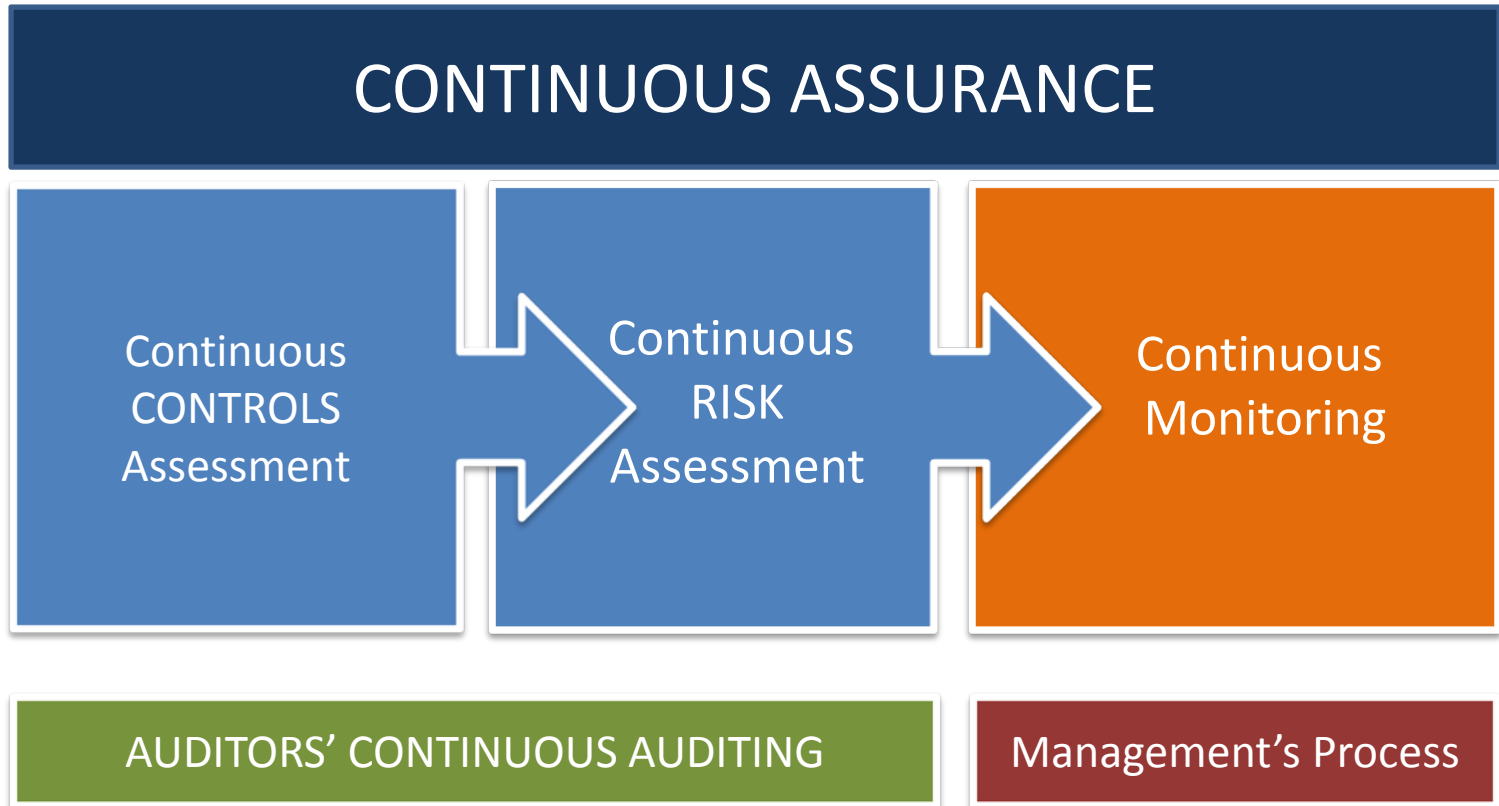 CONTINUOUS ASSURANCE
Continuous
CONTROLS
Assessment
Continuous
RISK
Assessment
Continuous
Monitoring
AUDITORS’ CONTINUOUS AUDITING
Management’s Process